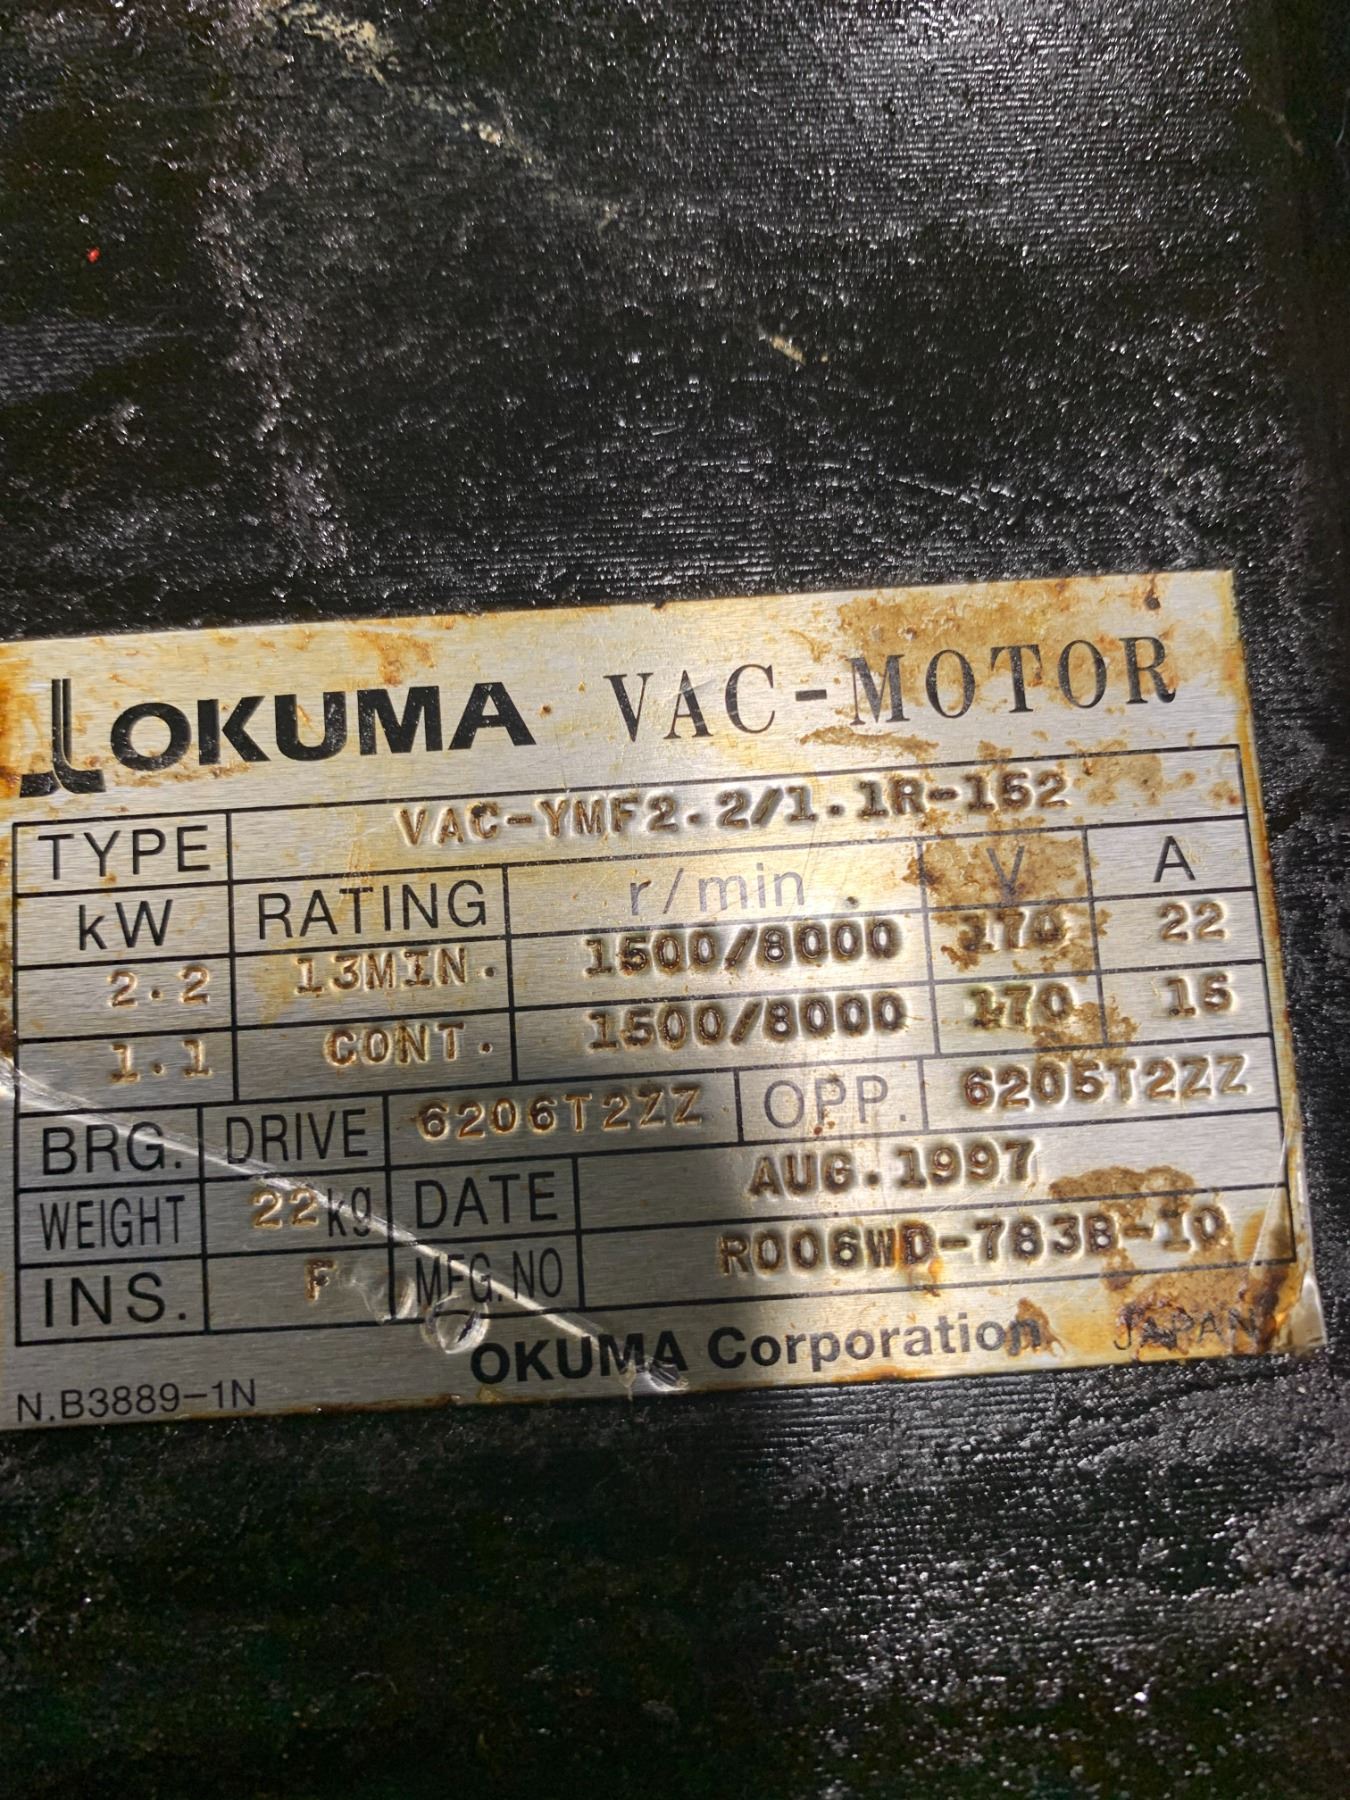 OKUMA VAC-MOTOR
TYPE VAC-YMF2.2/1.1R-152
kW RATING r/min V A
2.2 13MIN. 1500/8000 170 22
1.1 CONT. 1500/8000 170 15
BRG. DRIVE 6206T2ZZ OPP. 6205T2ZZ
WEIGHT 22kg DATE AUG.1997
INS. F MFG.NO R006WD-783B-10
OKUMA Corporation JAPAN
N.B3889-1N